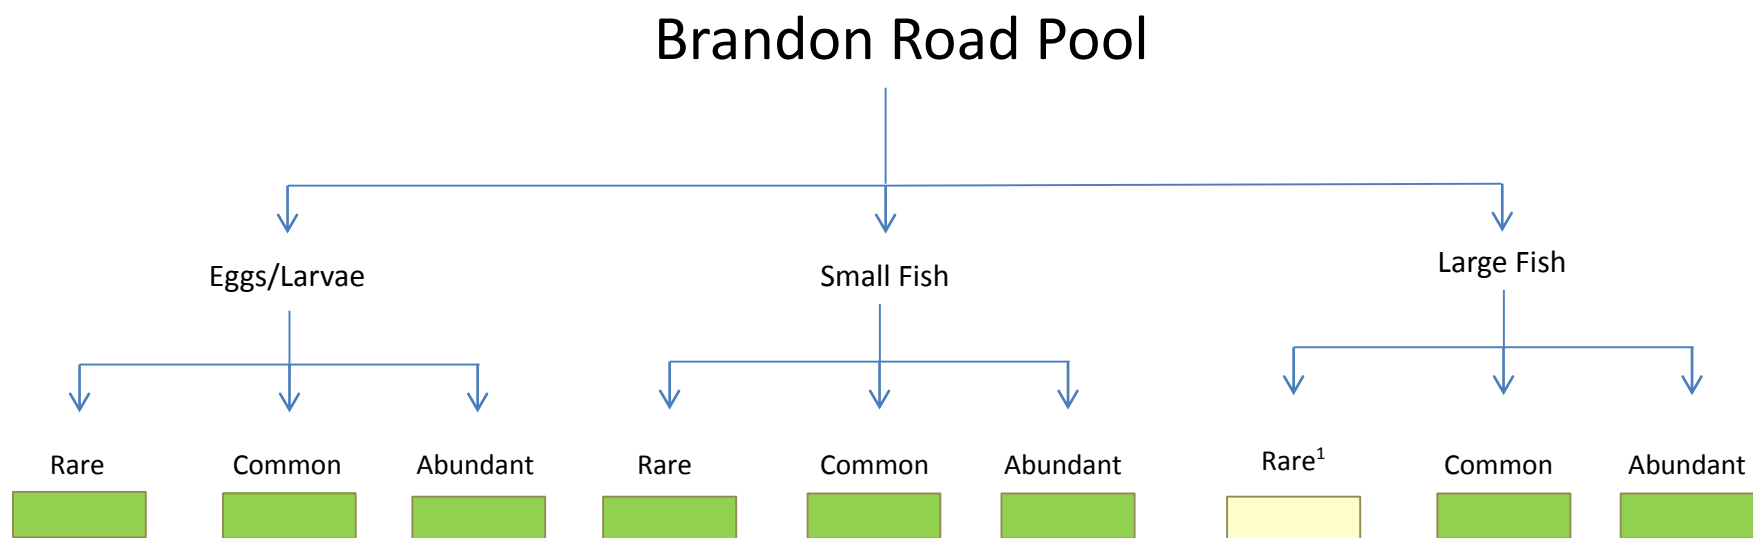 Brandon Road Pool
Eggs/Larvae
Small Fish
Large Fish
Rare
Common
Abundant
Rare
Common
Abundant
Rare¹
Common
Abundant